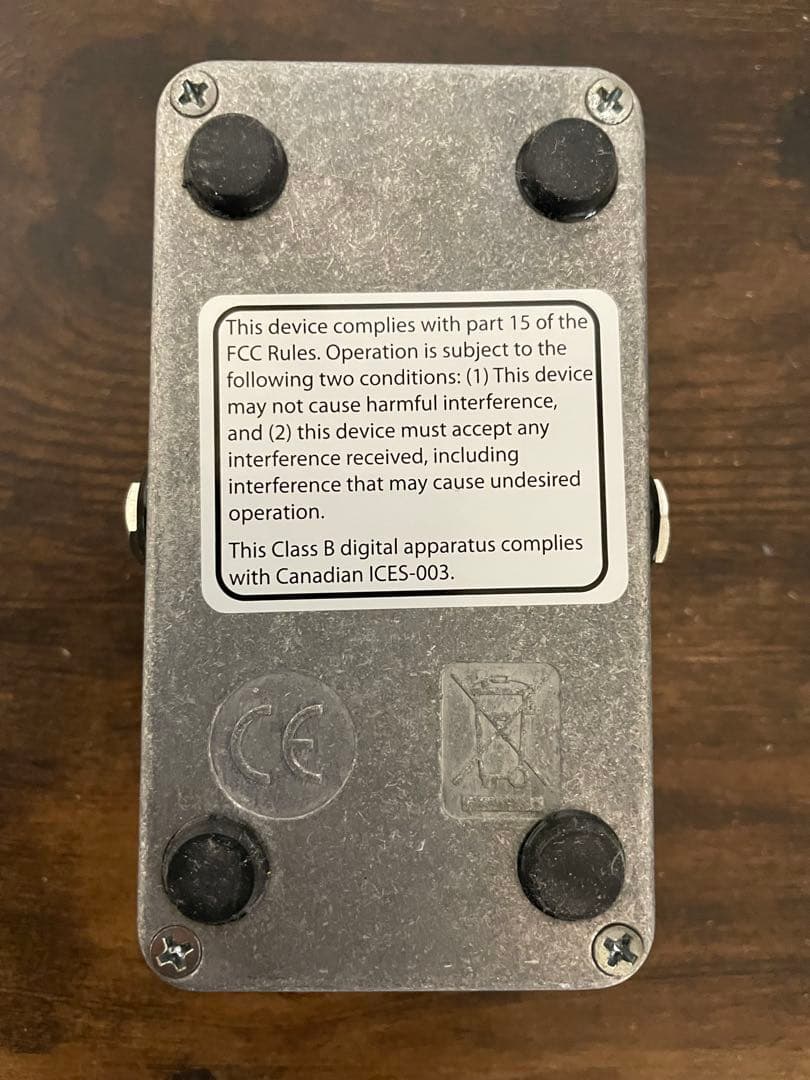 This device complies with part 15 of the
FCC Rules. Operation is subject to the
following two conditions: (1) This device
may not cause harmful interference,
and (2) this device must accept any
interference received, including
interference that may cause undesired
operation.
This Class B digital apparatus complies
with Canadian ICES-003.
CE